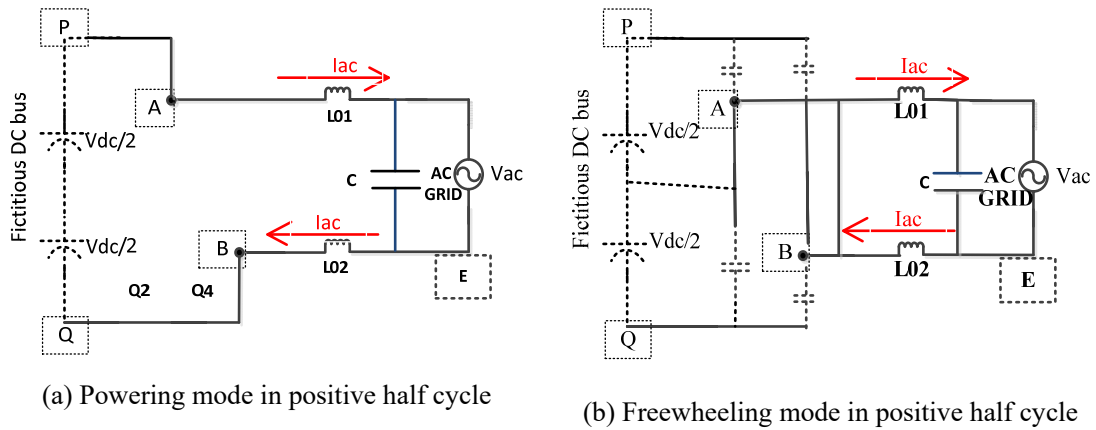 P
Iac
A
L01
Vdc/2
Fictitious DC bus
C
AC
GRID
Vac
Iac
Vdc/2
B
L02
E
Q2
Q4
Q
(a) Powering mode in positive half cycle
P
Iac
A
L01
Vdc/2
Fictitious DC bus
C
AC
GRID
Vac
Iac
Vdc/2
B
L02
E
Q
(b) Freewheeling mode in positive half cycle